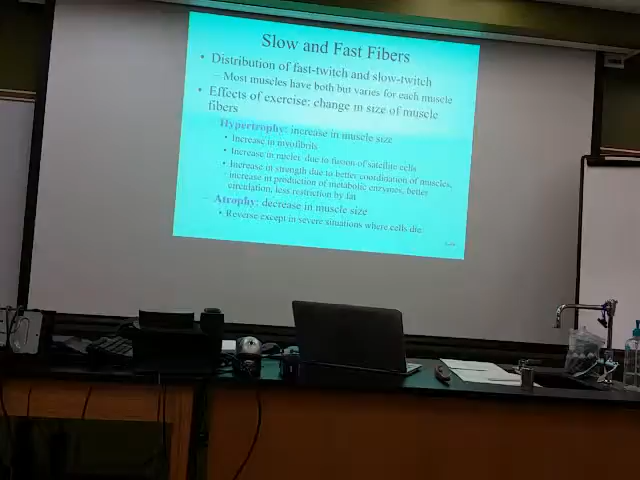 Slow and Fast Fibers
• Distribution of fast-twitch and slow-twitch
– Most muscles have both but varies for each muscle
• Effects of exercise: change in size of muscle
fibers
– Hypertrophy: increase in muscle size
• Increase in myofibrils
• Increase in nuclei due to fusion of satellite cells
• Increase in strength due to better coordination of muscles,
increase in production of metabolic enzymes, better
circulation, less restriction by fat
– Atrophy: decrease in muscle size
• Reverse except in severe situations where cells die